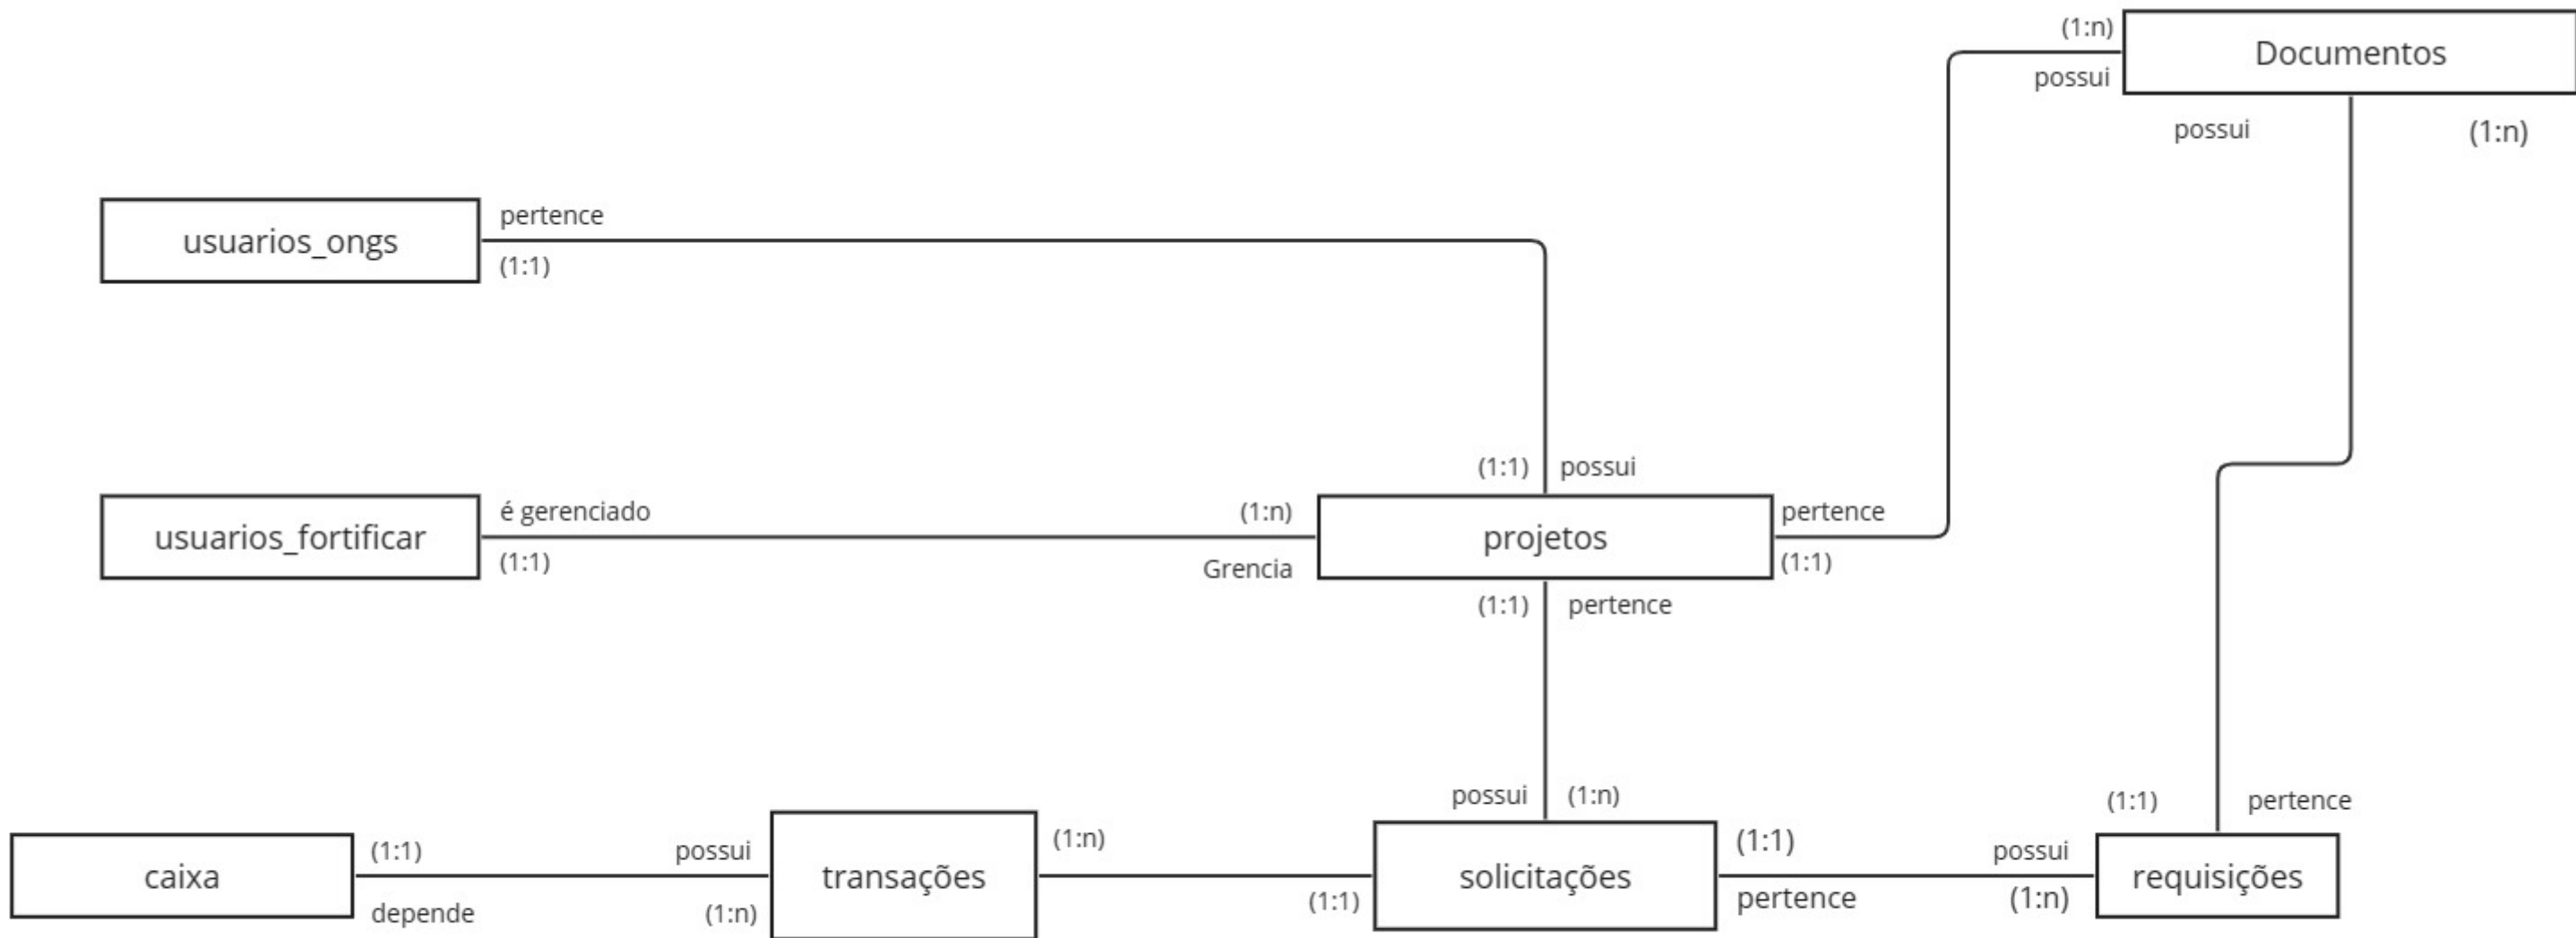 (1:n)
Documentos
possui
possui
(1:n)
usuarios_ongs
pertence
(1:1)
(1:1)
possui
usuarios_fortificar
é gerenciado
(1:1)
(1:n)
Grencia
projetos
pertence
(1:1)
(1:1)
pertence
possui
(1:n)
(1:1)
pertence
caixa
(1:1)
depende
possui
(1:n)
transações
(1:n)
(1:1)
solicitações
(1:1)
pertence
possui
(1:n)
requisições